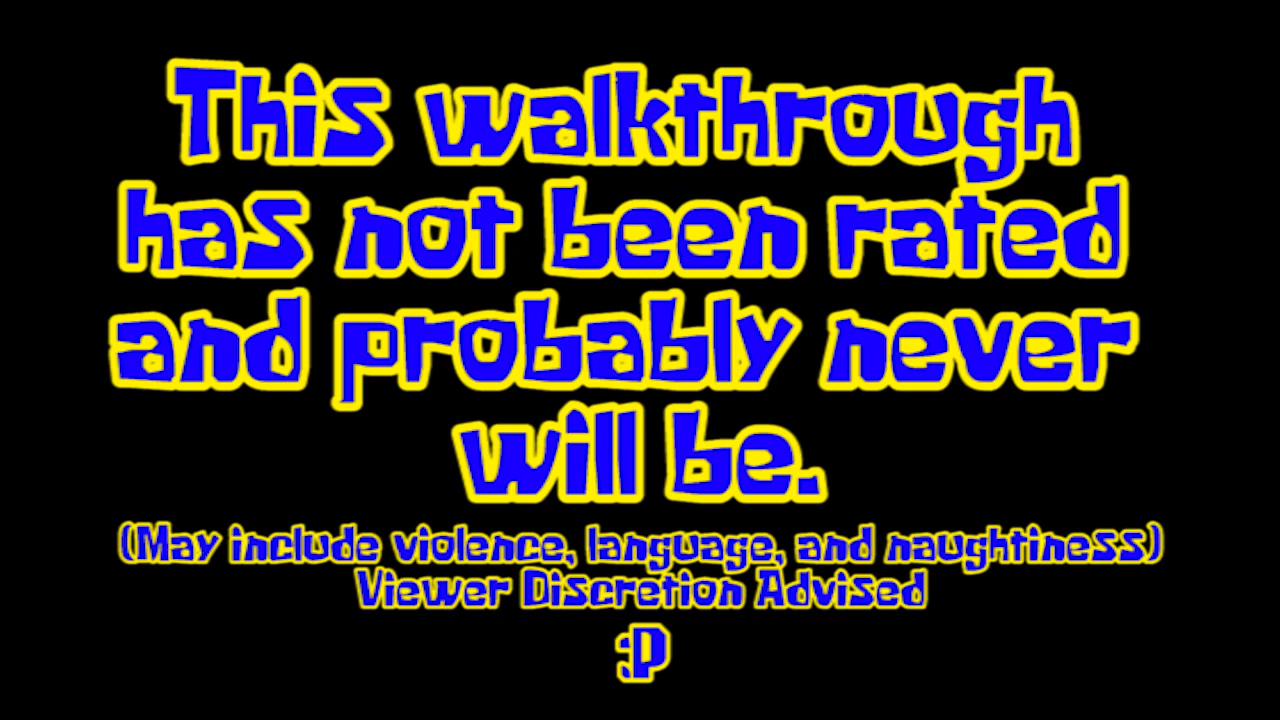 This walkthrough
has not been rated
and probably never
will be.
(May include violence, language, and naughtiness)
Viewer Discretion Advised
:P